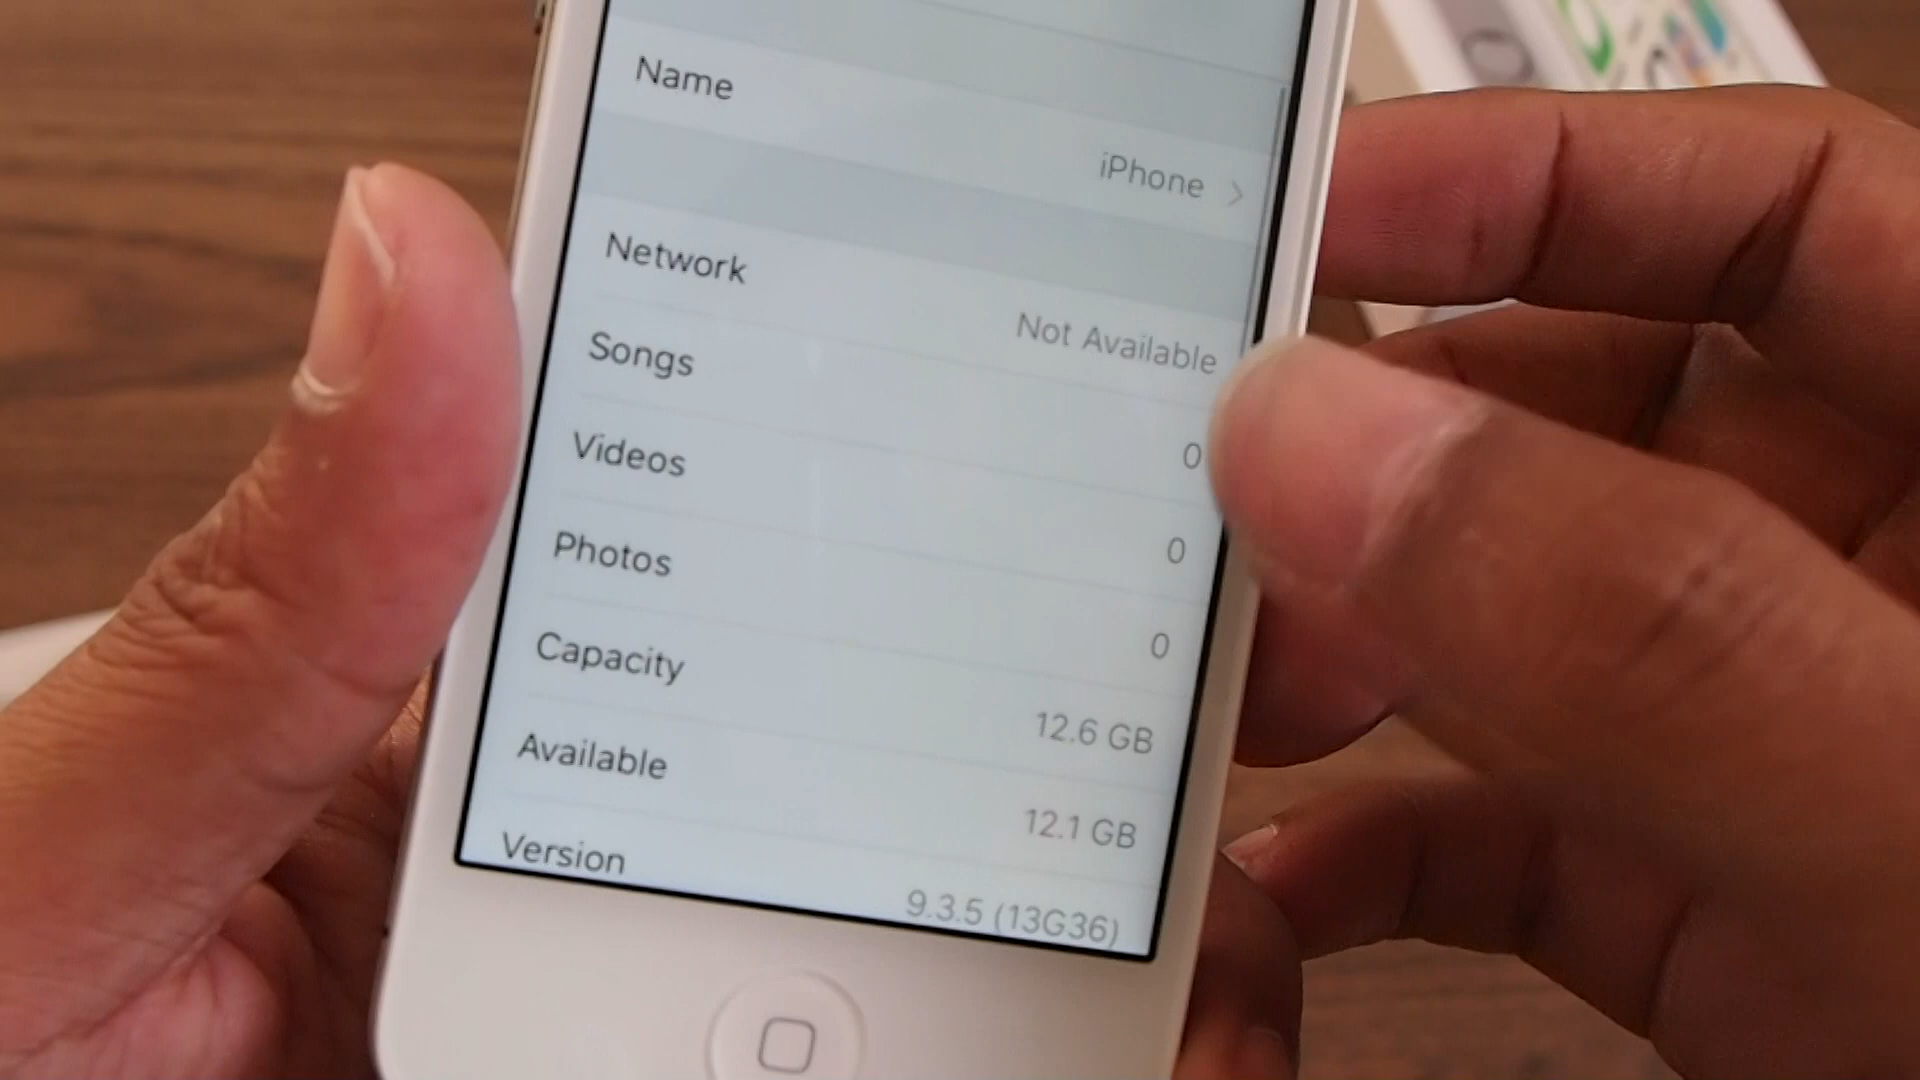 Name
iPhone
Network
Not Available
Songs
0
Videos
0
Photos
0
Capacity
12.6 GB
Available
12.1 GB
Version
9.3.5 (13G36)